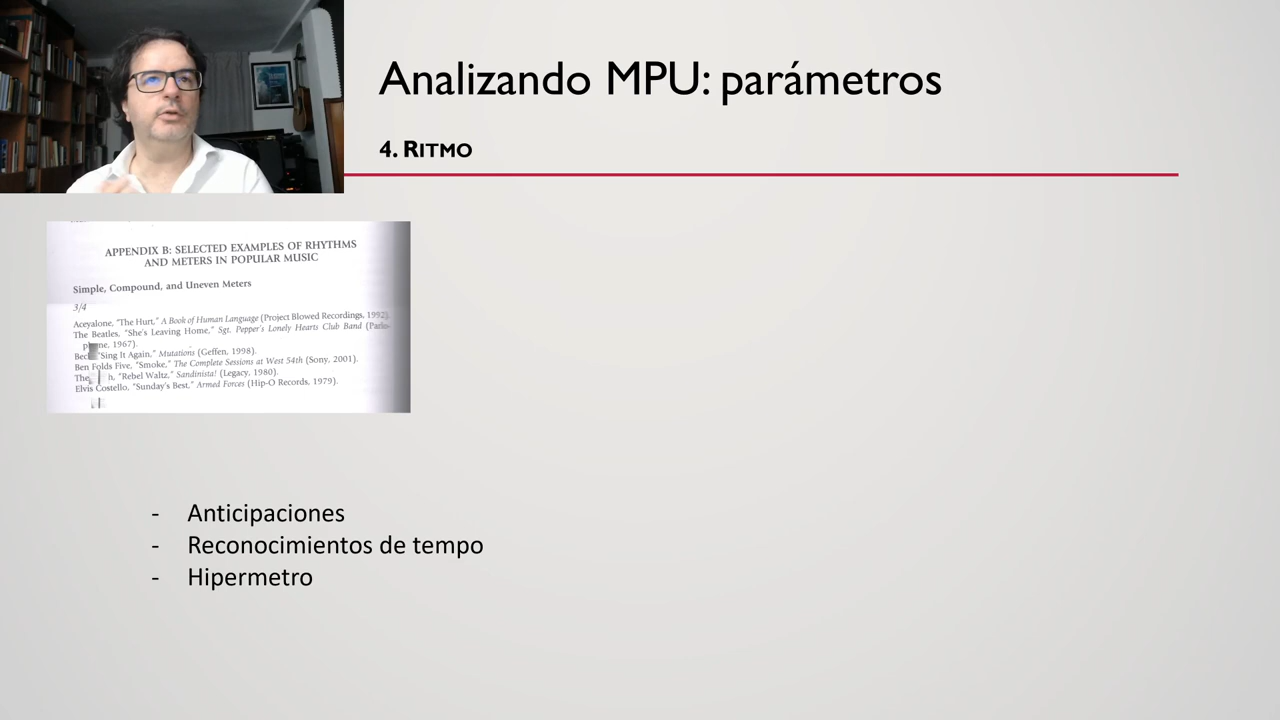 Analizando MPU: parámetros
4. RITMO
APPENDIX B: SELECTED EXAMPLES OF RHYTHMS
AND METERS IN POPULAR MUSIC
Simple, Compound, and Uneven Meters
3/4
Aceyalone, "The Hurt," A Book of Human Language (Project Blowed Recordings, 1992).
The Beatles, "She's Leaving Home," Sgt. Pepper's Lonely Hearts Club Band (Parlo-
ne, 1967).
"Sing It Again," Mutations (Geffen, 1998).
Ben Folds Five, "Smoke," The Complete Sessions at West 54th (Sony, 2001).
"Rebel Waltz," Sandinista! (Legacy, 1980).
Elvis Costello, "Sunday's Best," Armed Forces (Hip-O Records, 1979).
- Anticipaciones
- Reconocimientos de tempo
- Hipermetro